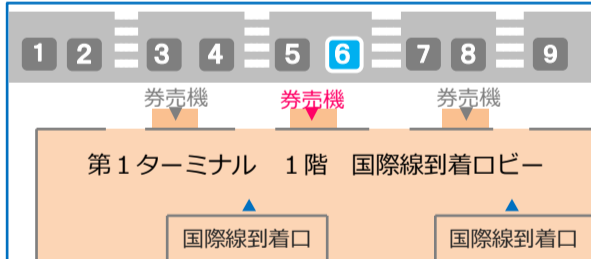 1 2 3 4 5 6 7 8 9
券売機 券売機 券売機
第1ターミナル 1階 国際線到着ロビー
国際線到着口 国際線到着口